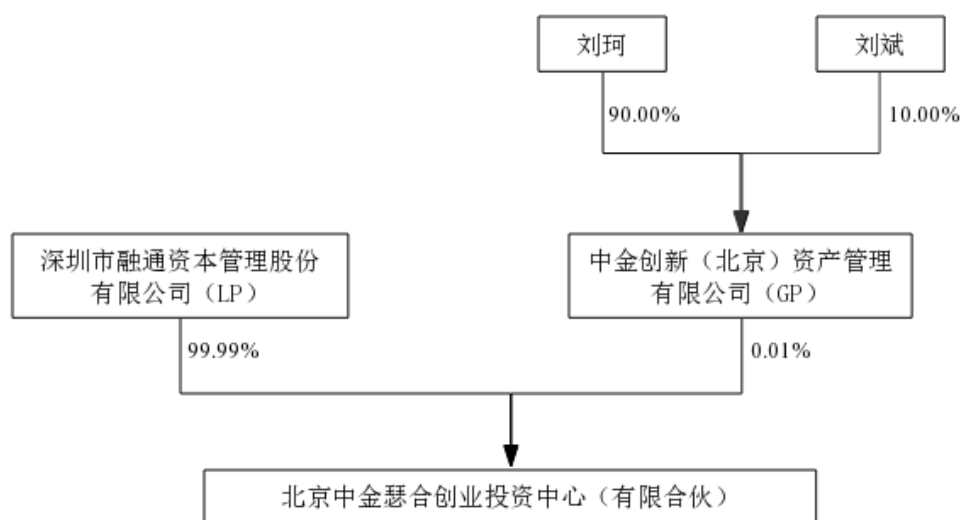 刘珂
刘斌
90.00%
10.00%
深圳市融通资本管理股份
有限公司（LP）
中金创新（北京）资产管理
有限公司（GP）
99.99%
0.01%
北京中金瑟合创业投资中心（有限合伙）